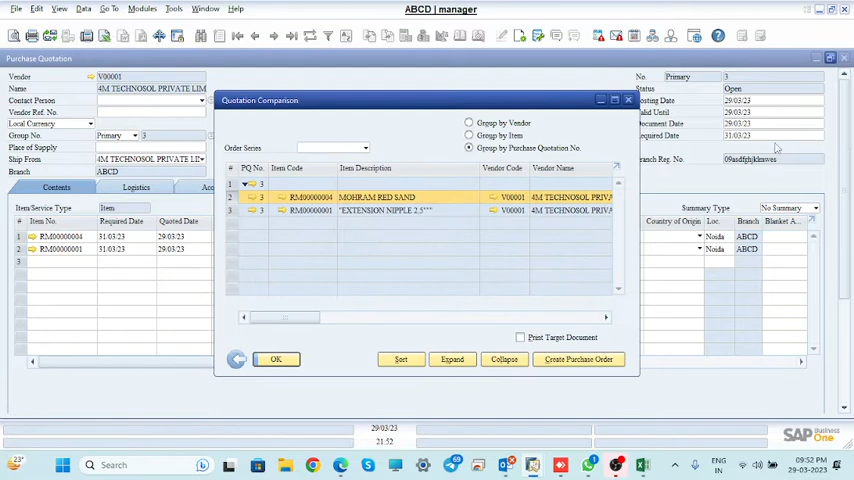 ABCD | manager
File Edit View Data Go To Modules Tools Window Help
Purchase Quotation
Vendor V00001
Name 4M TECHNOSOL PRIVATE LIM
Contact Person
Vendor Ref. No.
Local Currency
Group No. Primary 3
Place of Supply
Ship From 4M TECHNOSOL PRIVATE LI
Branch ABCD
No. Primary 3
Status Open
Posting Date 29/03/23
Valid Until 29/03/23
Document Date 29/03/23
Required Date 31/03/23
Branch Reg. No.
Contents Logistics Acc
Item/Service Type Item
Summary Type No Summary
# Item No. Required Date Quoted Date
1 RM00000004 31/03/23 29/03/23
2 RM00000001 31/03/23 29/03/23
3
Country of Origin Loc. Branch Blanket A...
Noida ABCD
Noida ABCD
Quotation Comparison
Group by Vendor
Group by Item
Group by Purchase Quotation No.
Order Series
# PQ No. Item Code Item Description Vendor Code Vendor Name
1 3
2 3 RM00000004 MOHRAM RED SAND V00001 4M TECHNOSOL PRIVA
3 3 RM00000001 "EXTENSION NIPPLE 2.5"'" V00001 4M TECHNOSOL PRIVA
Print Target Document
OK Sort Expand Collapse Create Purchase Order
29/03/23
21:52
SAP Business One
23°
Search
69
1
ENG
IN
09:52 PM
29-03-2023